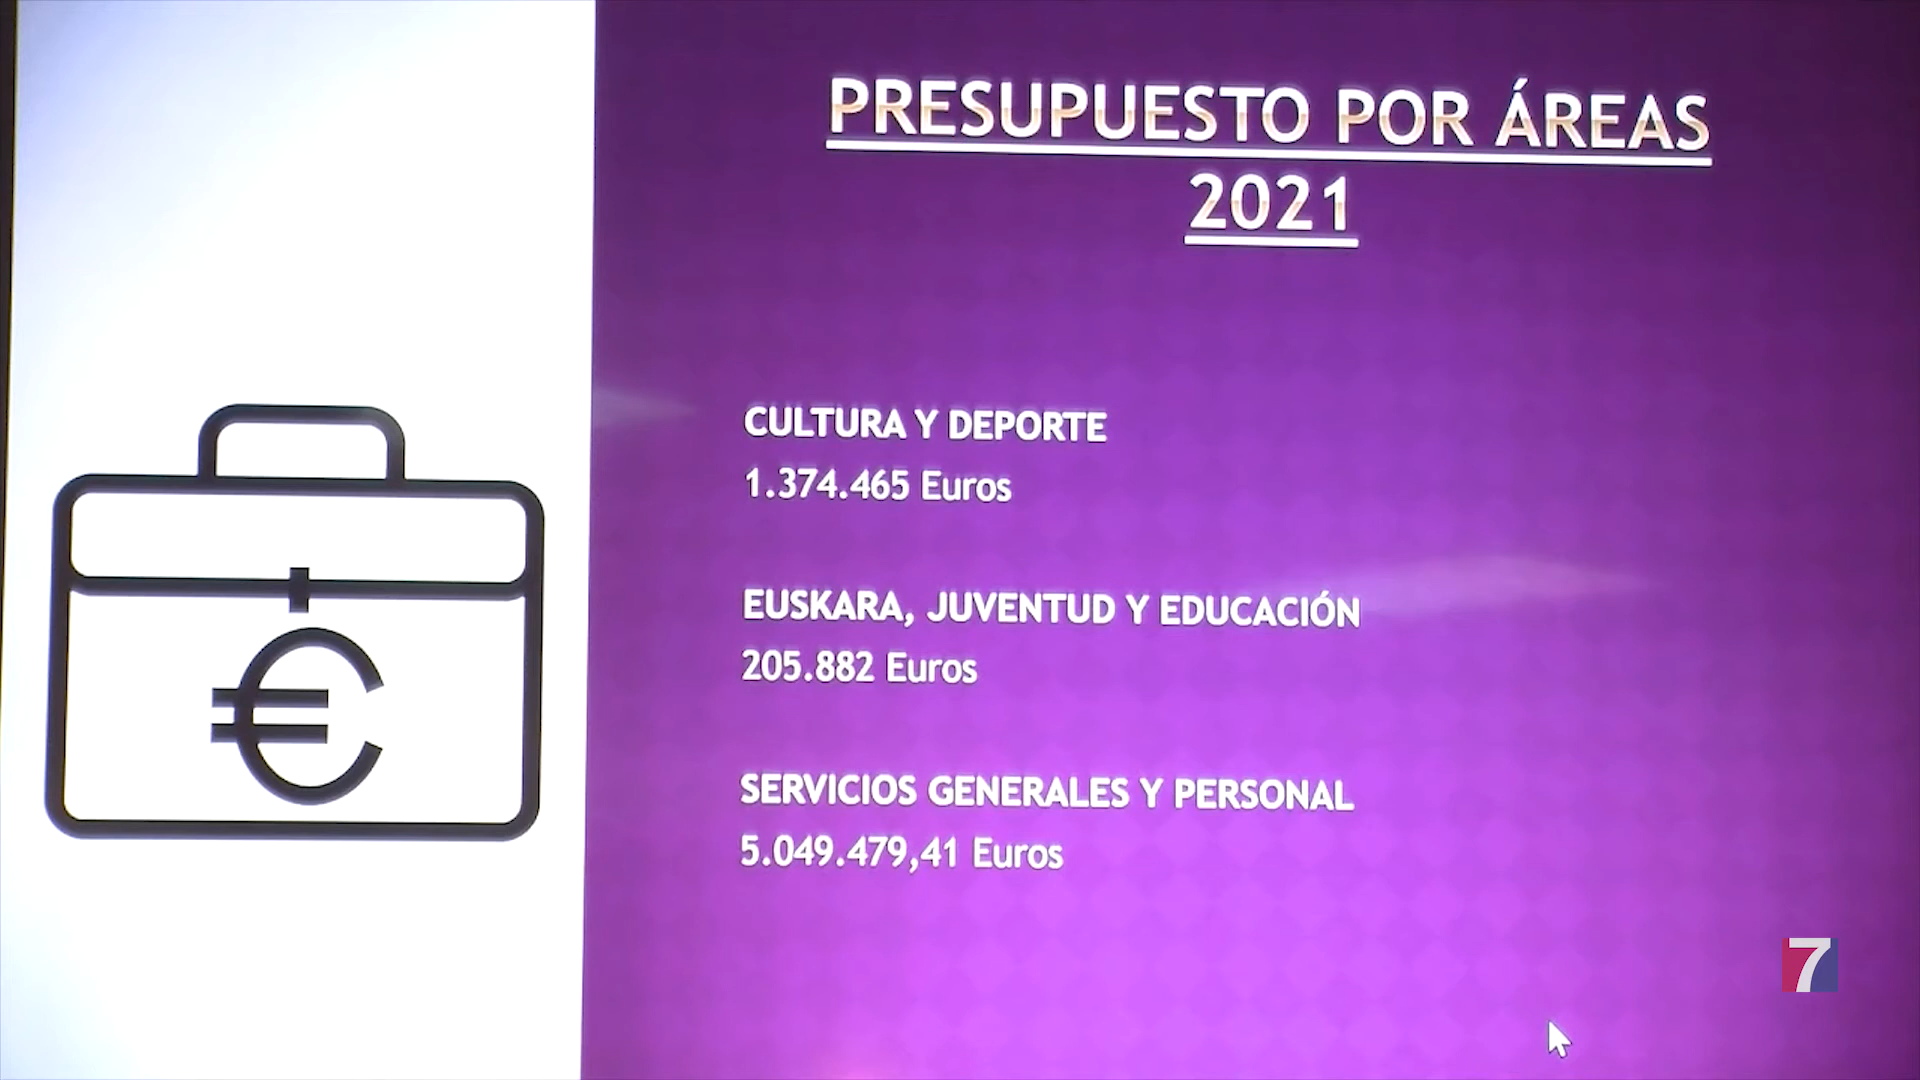 PRESUPUESTO POR ÁREAS
2021
CULTURA Y DEPORTE
1.374.465 Euros
EUSKARA, JUVENTUD Y EDUCACIÓN
205.882 Euros
SERVICIOS GENERALES Y PERSONAL
5.049.479,41 Euros
€
7